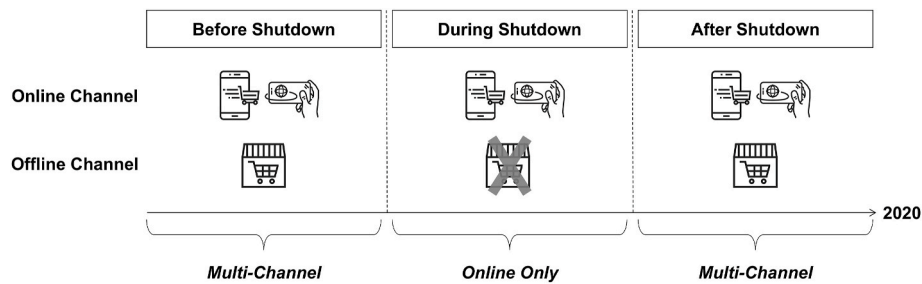 Before Shutdown
During Shutdown
After Shutdown
Online Channel
Offline Channel
2020
Multi-Channel
Online Only
Multi-Channel